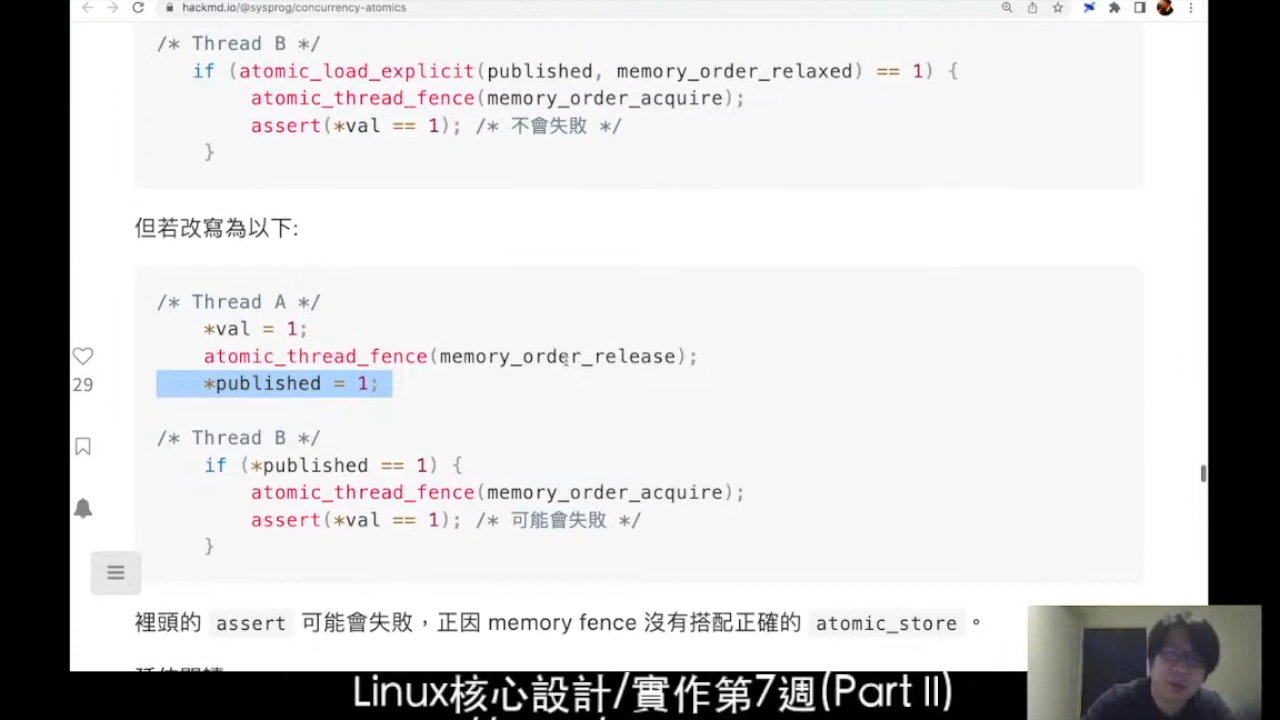 hackmd.io/@sysprog/concurrency-atomics
/* Thread B */
if (atomic_load_explicit(published, memory_order_relaxed) == 1) {
atomic_thread_fence(memory_order_acquire);
assert(*val == 1); /* 不會失敗 */
}
但若改寫為以下:
/* Thread A */
*val = 1;
atomic_thread_fence(memory_order_release);
*published = 1;
/* Thread B */
if (*published == 1) {
atomic_thread_fence(memory_order_acquire);
assert(*val == 1); /* 可能會失敗 */
}
29
裡頭的 assert 可能會失敗，正因 memory fence 沒有搭配正確的 atomic_store 。
Linux核心設計/實作第7週(Part II)